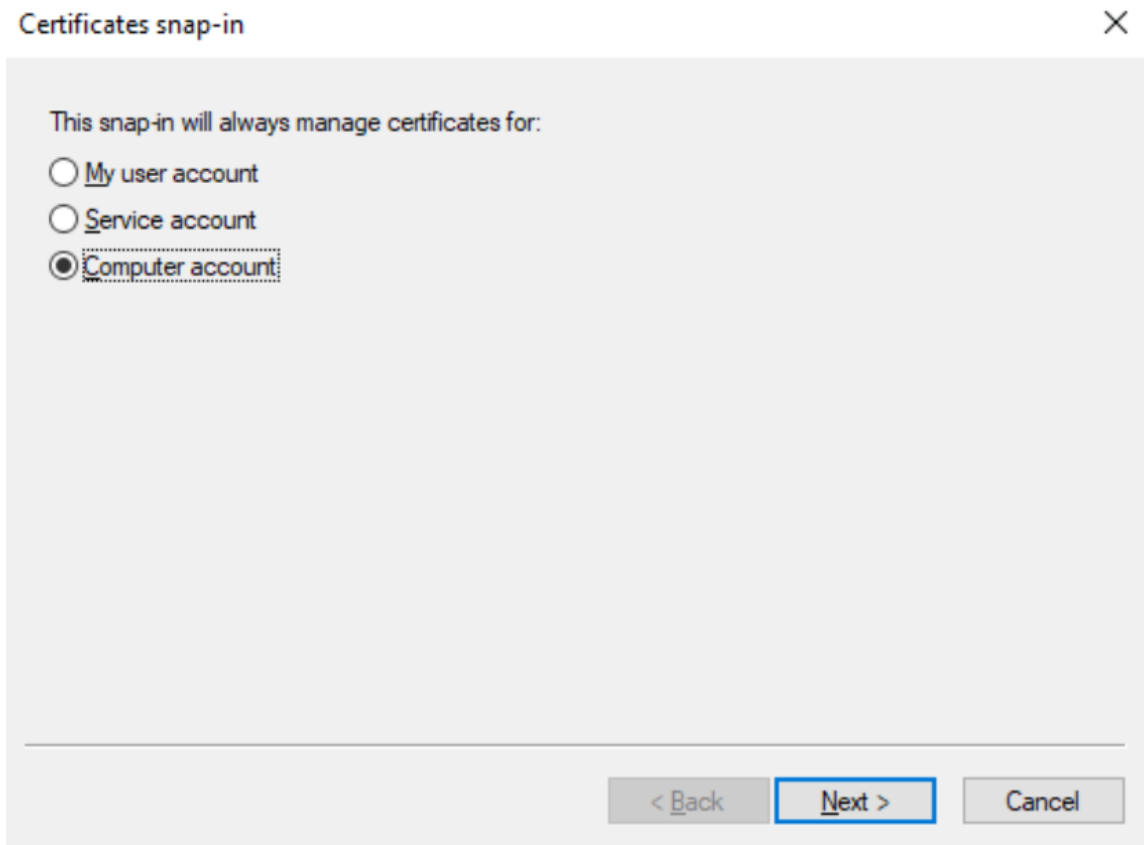 Certificates snap-in
This snap-in will always manage certificates for:
My user account
Service account
Computer account
< Back Next > Cancel